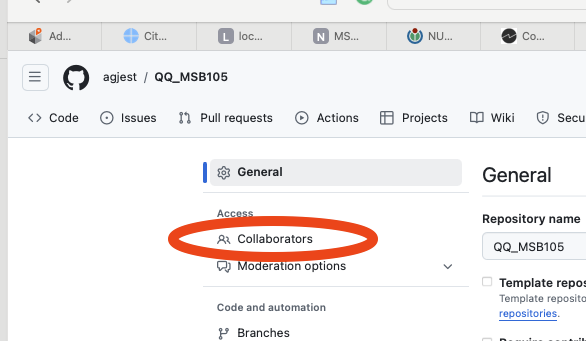 Ad...
Cit...
L loc...
N MS...
NU...
Co...
agjest / QQ_MSB105
Code Issues Pull requests Actions Projects Wiki Secu
General
General
Access
Repository name
Collaborators
QQ_MSB105
Moderation options
Template repos
Template reposito
repositories.
Code and automation
Branches